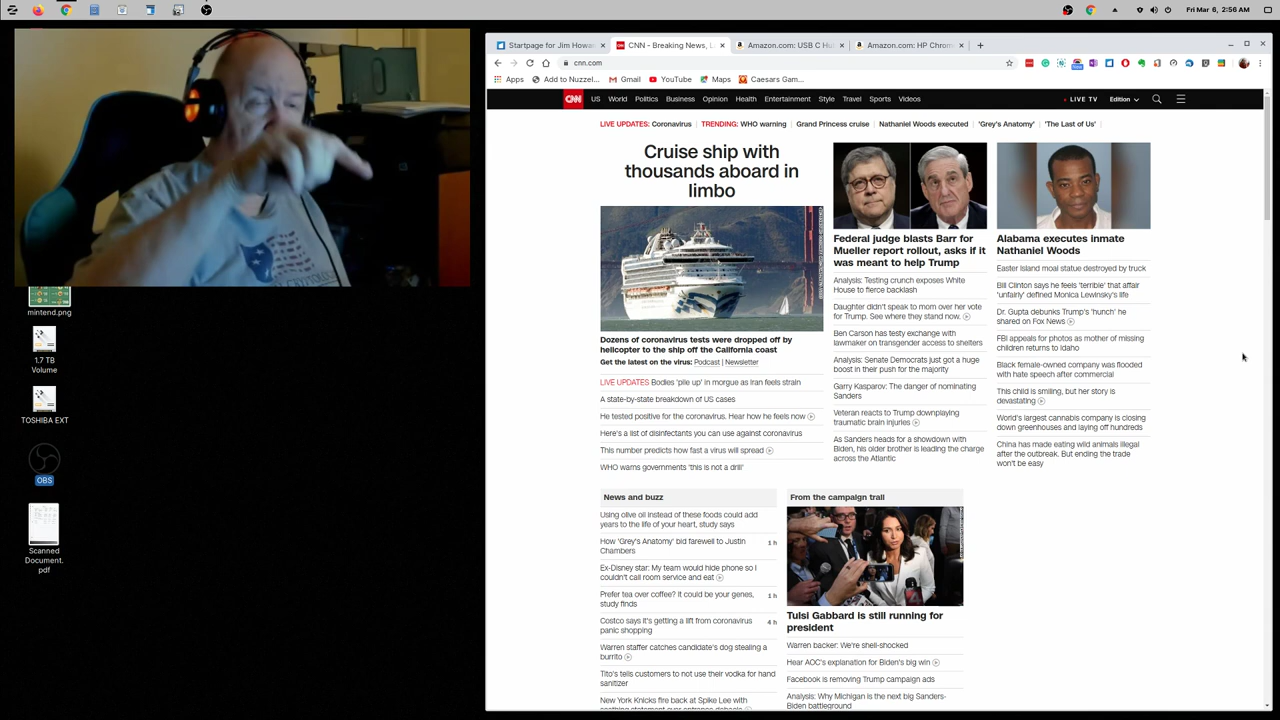 Fri Mar 6, 2:56 AM
mintend.png
1.7 TB
Volume
TOSHIBA EXT
OBS
Scanned
Document.
pdf
Startpage for Jim Howa
CNN - Breaking News, L
Amazon.com: USB C Hu
Amazon.com: HP Chrom
cnn.com
Apps
Add to Nuzzel...
Gmail
YouTube
Maps
Caesars Gam...
CNN
US
World
Politics
Business
Opinion
Health
Entertainment
Style
Travel
Sports
Videos
LIVE TV
Edition
LIVE UPDATES: Coronavirus
TRENDING: WHO warning
Grand Princess cruise
Nathaniel Woods executed
'Grey's Anatomy'
'The Last of Us'
Cruise ship with
thousands aboard in
limbo
Dozens of coronavirus tests were dropped off by
helicopter to the ship off the California coast
Get the latest on the virus: Podcast | Newsletter
LIVE UPDATES Bodies 'pile up' in morgue as Iran feels strain
A state-by-state breakdown of US cases
He tested positive for the coronavirus. Hear how he feels now
Here's a list of disinfectants you can use against coronavirus
This number predicts how fast a virus will spread
WHO warns governments 'this is not a drill'
Federal judge blasts Barr for
Mueller report rollout, asks if it
was meant to help Trump
Analysis: Testing crunch exposes White
House to fierce backlash
Daughter didn't speak to mom over her vote
for Trump. See where they stand now.
Ben Carson has testy exchange with
lawmaker on transgender access to shelters
Analysis: Senate Democrats just got a huge
boost in their push for the majority
Garry Kasparov: The danger of nominating
Sanders
Veteran reacts to Trump downplaying
traumatic brain injuries
As Sanders heads for a showdown with
Biden, his older brother is leading the charge
across the Atlantic
Alabama executes inmate
Nathaniel Woods
Easter Island moai statue destroyed by truck
Bill Clinton says he feels 'terrible' that affair
'unfairly' defined Monica Lewinsky's life
Dr. Gupta debunks Trump's 'hunch' he
shared on Fox News
FBI appeals for photos as mother of missing
children returns to Idaho
Black female-owned company was flooded
with hate speech after commercial
This child is smiling, but her story is
devastating
World's largest cannabis company is closing
down greenhouses and laying off hundreds
China has made eating wild animals illegal
after the outbreak. But ending the trade
won't be easy
News and buzz
Using olive oil instead of these foods could add
years to the life of your heart, study says
How 'Grey's Anatomy' bid farewell to Justin
Chambers
1 h
Ex-Disney star: My team would hide phone so I
couldn't call room service and eat
Prefer tea over coffee? It could be your genes,
study finds
1 h
Costco says it's getting a lift from coronavirus
panic shopping
4 h
Warren staffer catches candidate's dog stealing a
burrito
Tito's tells customers to not use their vodka for hand
sanitizer
New York Knicks fire back at Spike Lee with
From the campaign trail
Tulsi Gabbard is still running for
president
Warren backer: We're shell-shocked
Hear AOC's explanation for Biden's big win
Facebook is removing Trump campaign ads
Analysis: Why Michigan is the next big Sanders-
Biden battleground